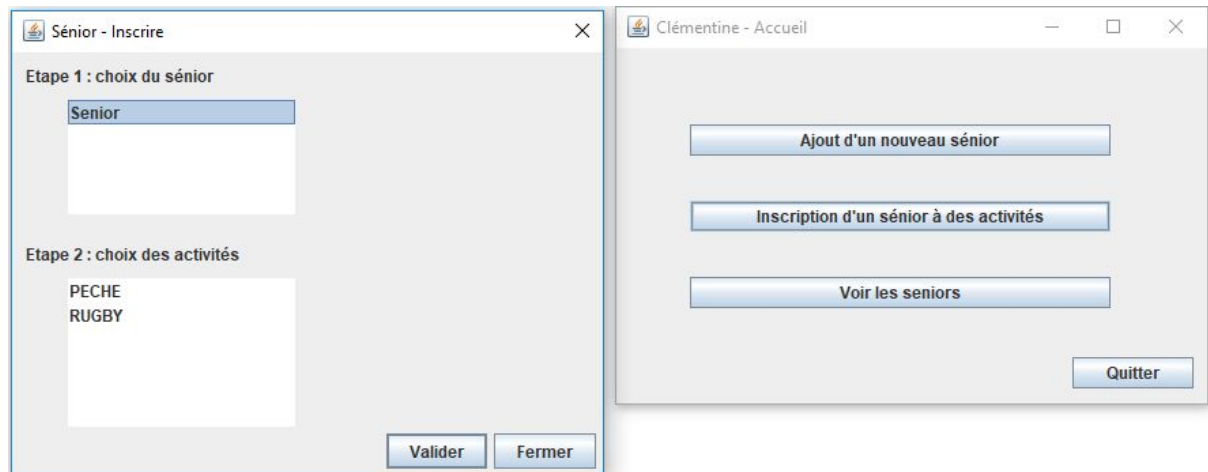 Sénior - Inscrire
Etape 1 : choix du sénior
Senior
Etape 2 : choix des activités
PECHE
RUGBY
Valider
Fermer
Clémentine - Accueil
Ajout d'un nouveau sénior
Inscription d'un sénior à des activités
Voir les seniors
Quitter